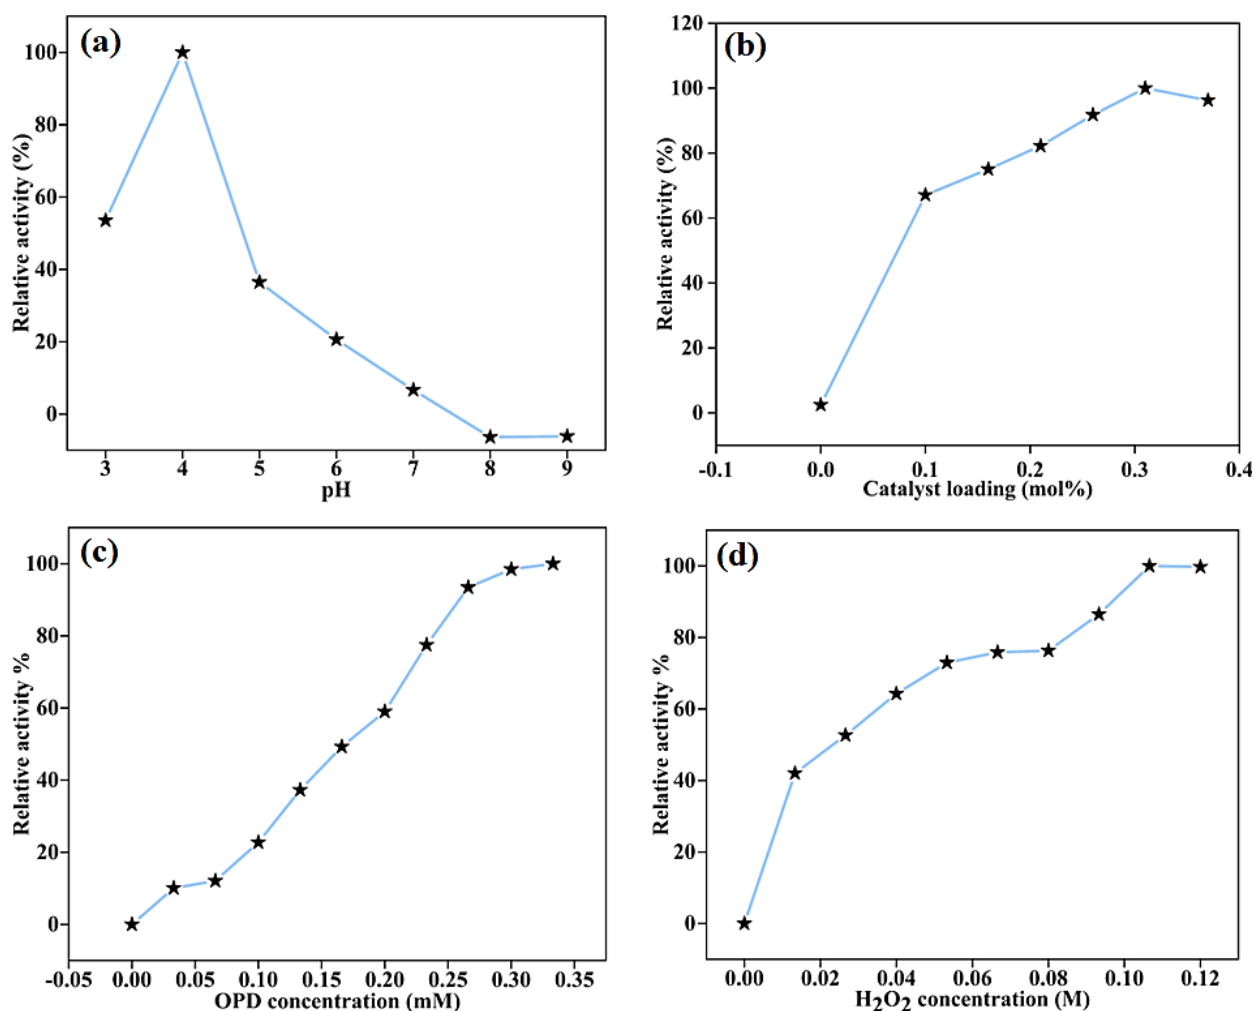 (a)
100
80
60
40
20
0
Relative activity (%)
3 4 5 6 7 8 9
pH
(b)
120
100
80
60
40
20
0
Relative activity (%)
-0.1 0.0 0.1 0.2 0.3 0.4
Catalyst loading (mol%)
(c)
100
80
60
40
20
0
Relative activity %
-0.05 0.00 0.05 0.10 0.15 0.20 0.25 0.30 0.35
OPD concentration (mM)
(d)
100
80
60
40
20
0
Relative activity %
0.00 0.02 0.04 0.06 0.08 0.10 0.12
H₂O₂ concentration (M)